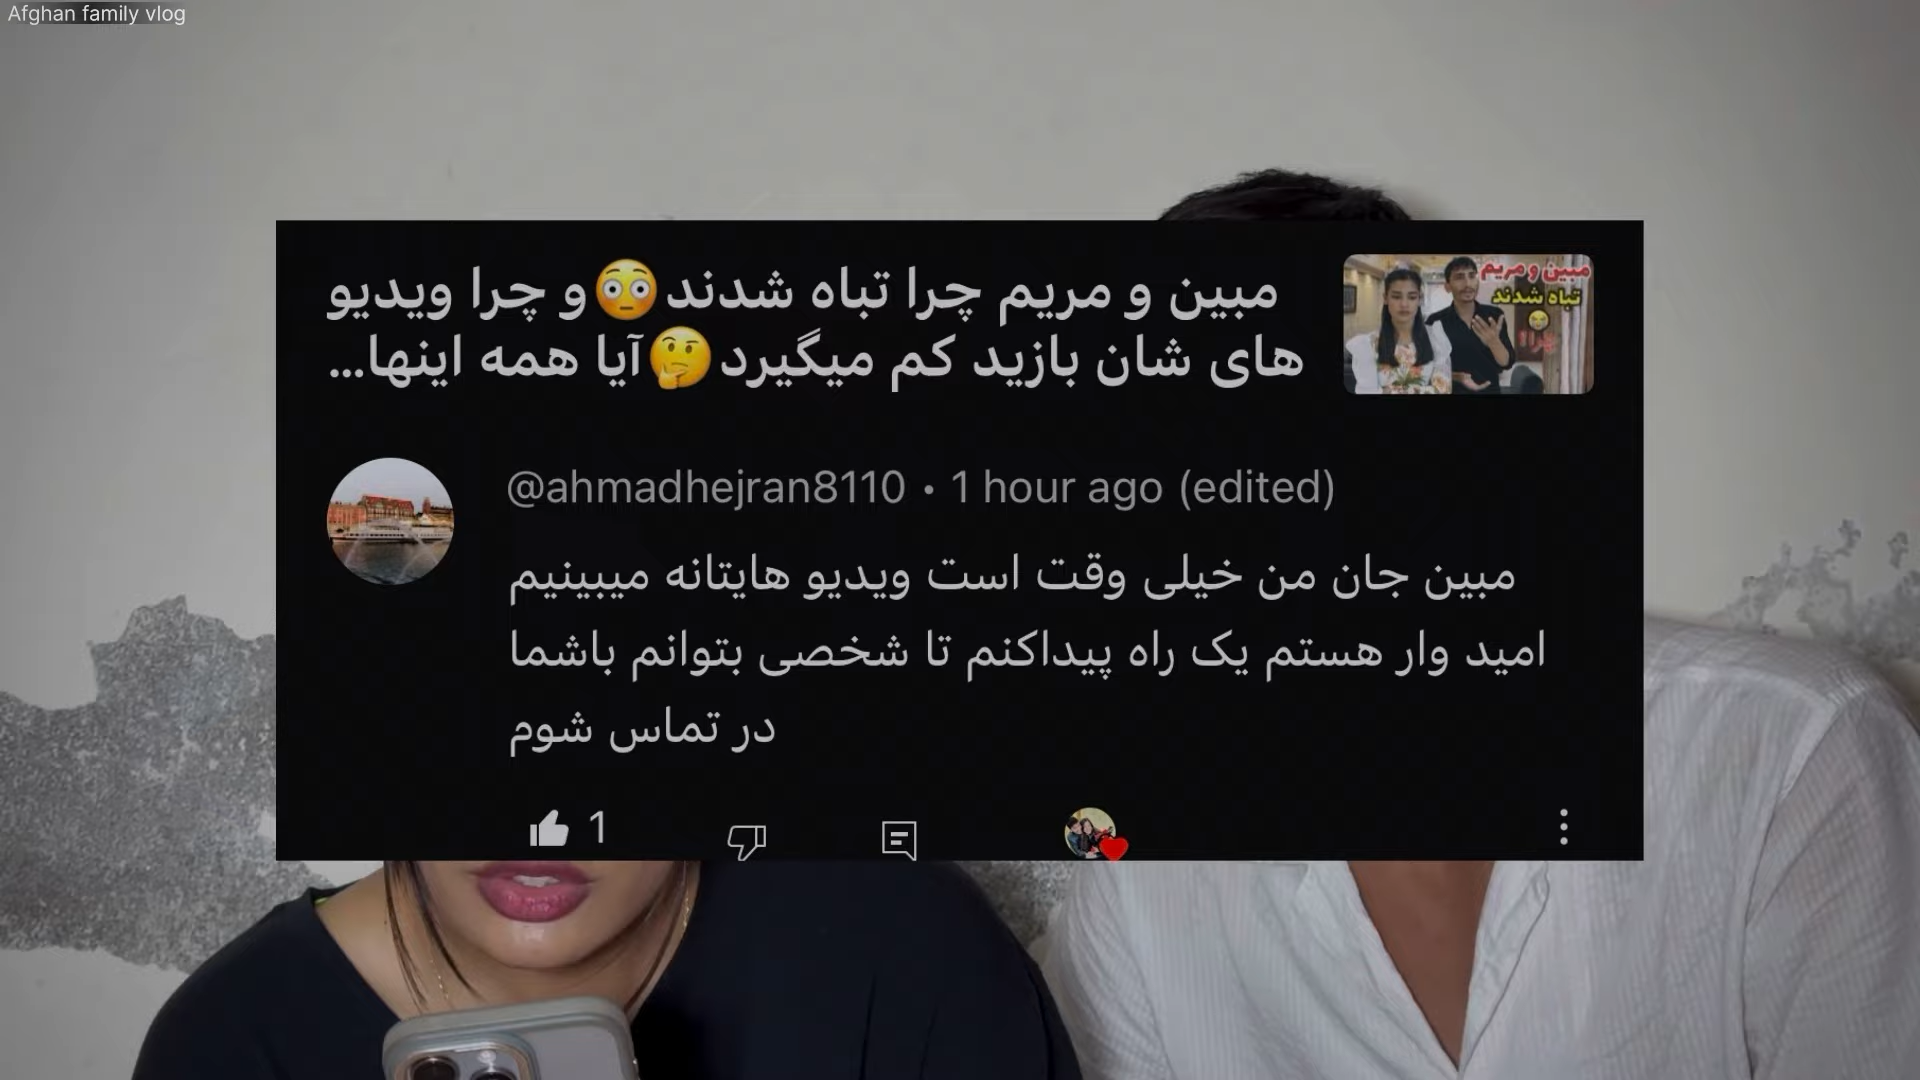 Afghan family vlog
مبین و مریم چرا تباه شدند😳و چرا ویدیو
های شان بازید کم میگیرد🤔آیا همه اینها...
مبین و مریم
تباه شدند
چرا؟!
@ahmadhejran8110 • 1 hour ago (edited)
مبین جان من خیلی وقت است ویدیو هایتانه میبینیم
امید وار هستم یک راه پیداکنم تا شخصی بتوانم باشما
در تماس شوم
1